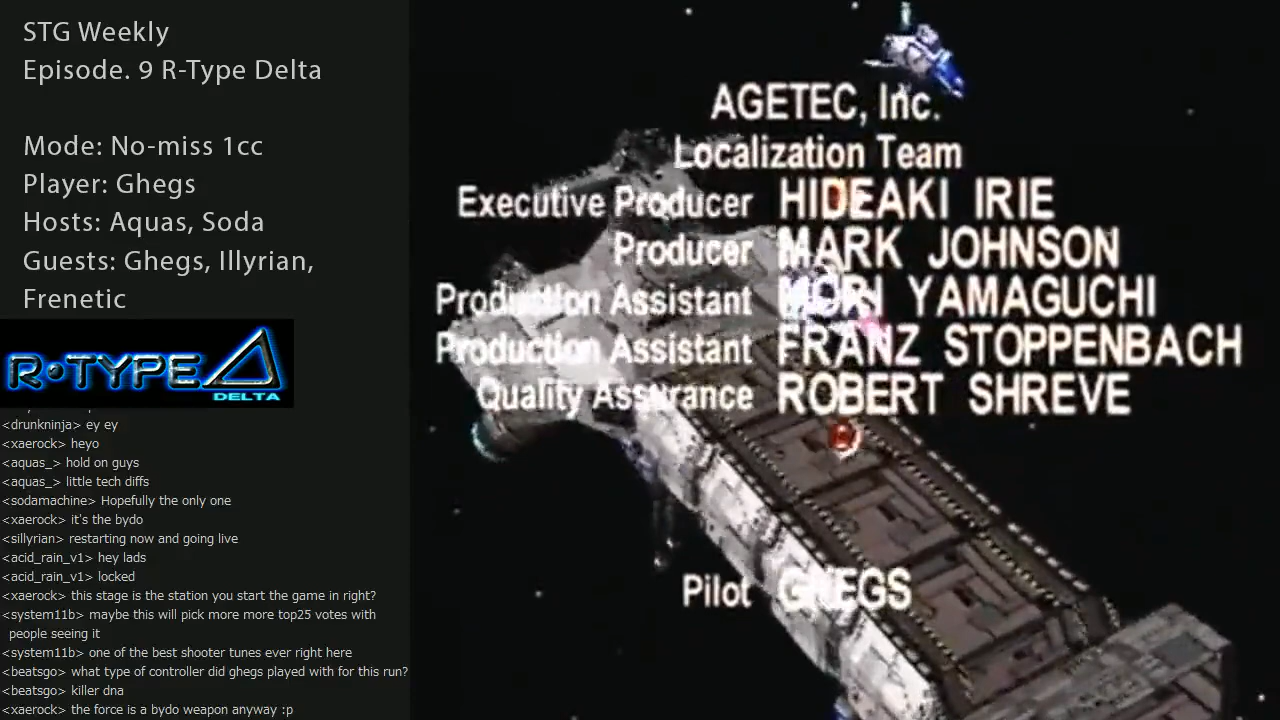 STG Weekly
Episode. 9 R-Type Delta
Mode: No-miss 1cc
Player: Ghegs
Hosts: Aquas, Soda
Guests: Ghegs, Illyrian,
Frenetic
R·TYPE Δ
DELTA
<drunkninja> ey ey
<xaerock> heyo
<aquas_> hold on guys
<aquas_> little tech diffs
<sodamachine> Hopefully the only one
<xaerock> it's the bydo
<sillyrian> restarting now and going live
<acid_rain_v1> hey lads
<acid_rain_v1> locked
<xaerock> this stage is the station you start the game in right?
<system11b> maybe this will pick more more top25 votes with
people seeing it
<system11b> one of the best shooter tunes ever right here
<beatsgo> what type of controller did ghegs played with for this run?
<beatsgo> killer dna
<xaerock> the force is a bydo weapon anyway :p
AGETEC, Inc.
Localization Team
Executive Producer HIDEAKI IRIE
Producer MARK JOHNSON
Production Assistant MORI YAMAGUCHI
Production Assistant FRANZ STOPPENBACH
Quality Assurance ROBERT SHREVE
Pilot GHEGS